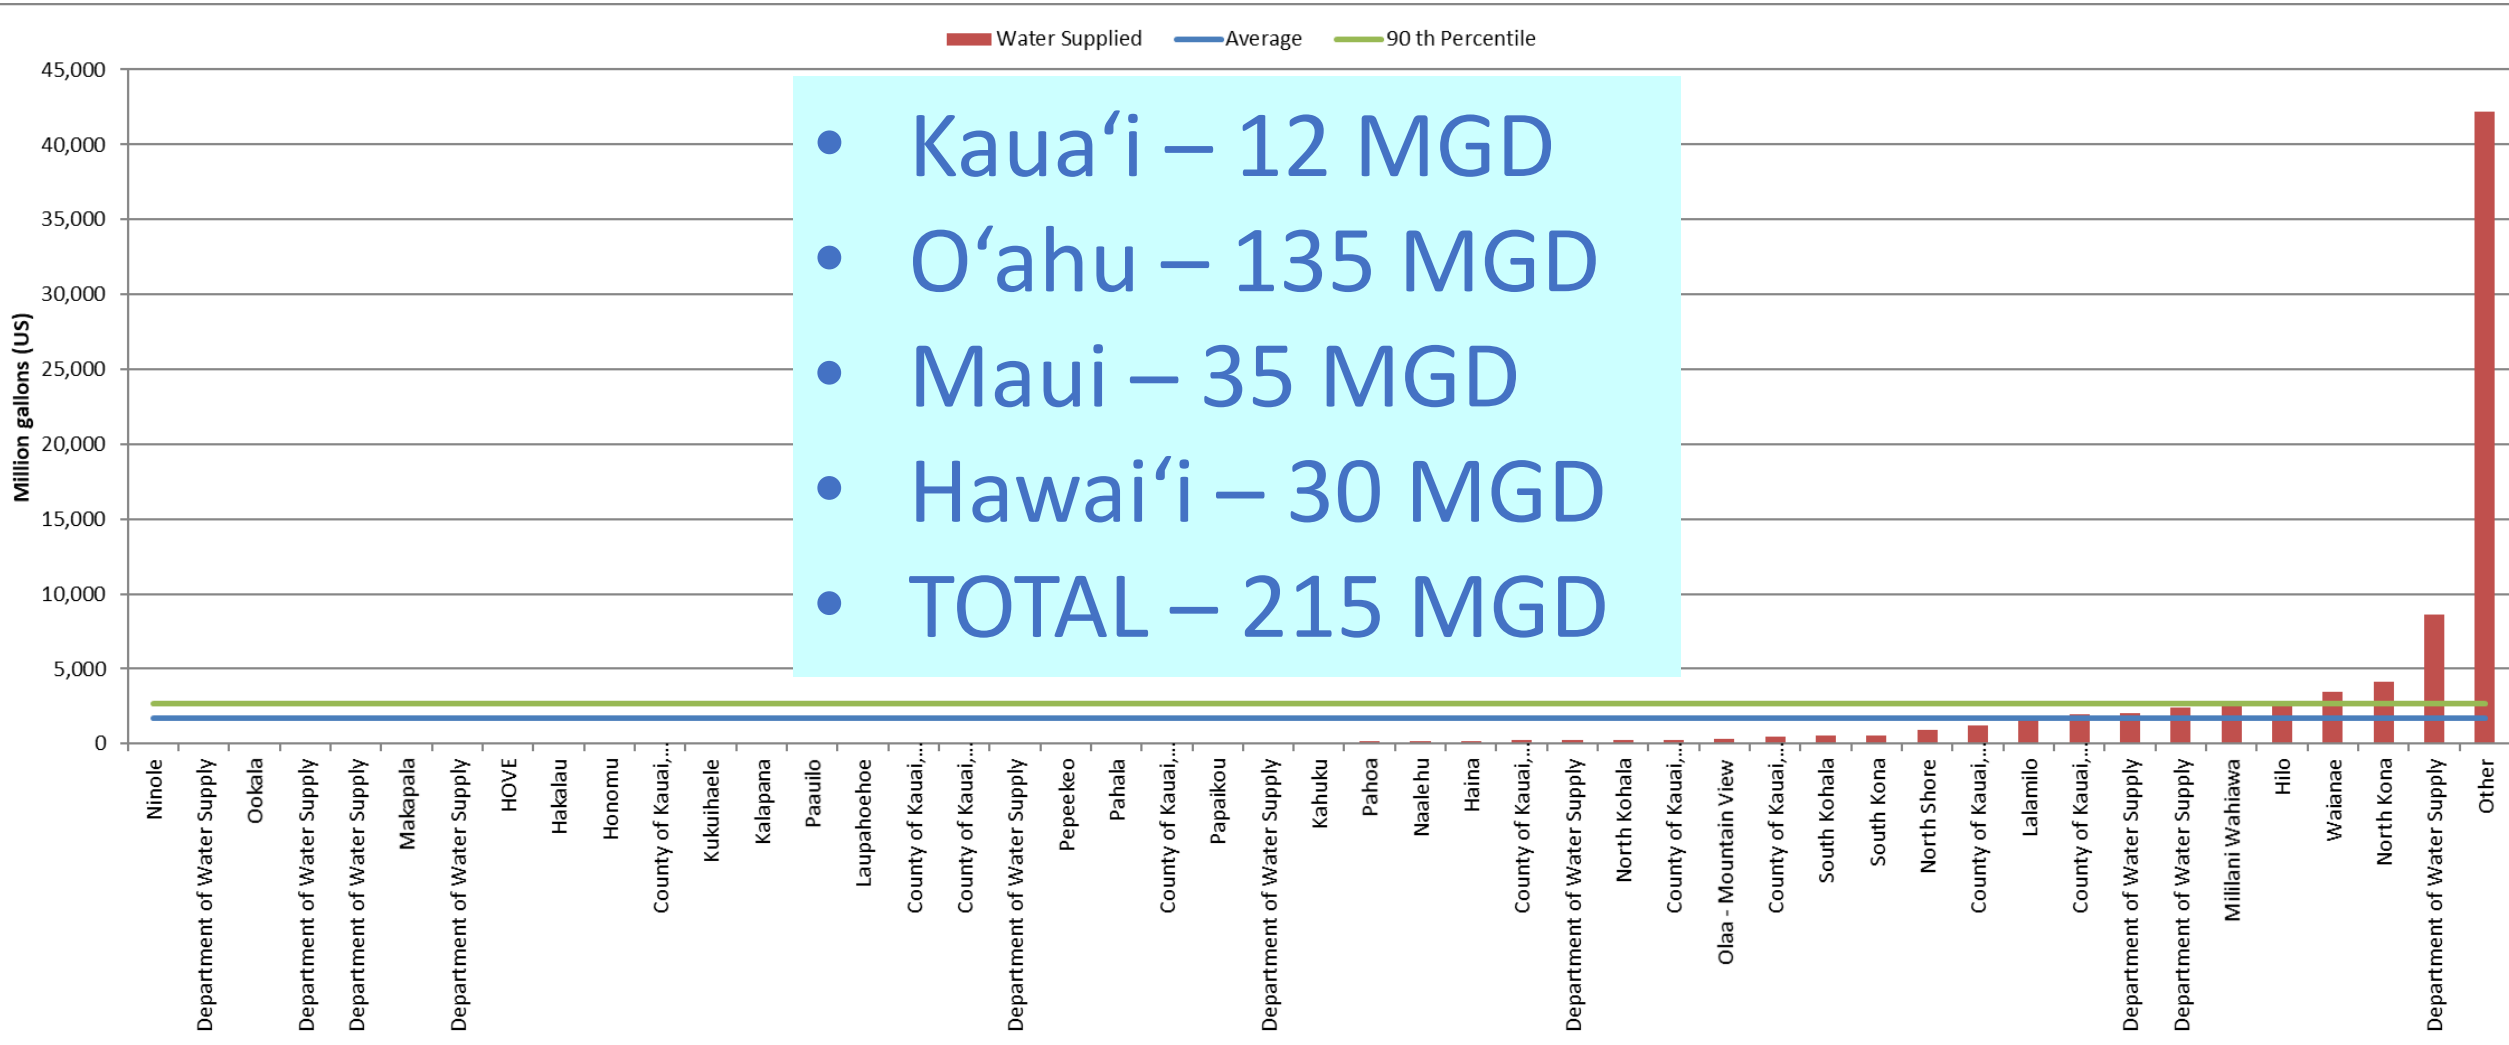 Water Supplied
Average
90 th Percentile
45,000
40,000
35,000
30,000
25,000
20,000
15,000
10,000
5,000
0
Million gallons (US)
• Kauaʻi – 12 MGD
• Oʻahu – 135 MGD
• Maui – 35 MGD
• Hawaiʻi – 30 MGD
• TOTAL – 215 MGD
Ninole
Department of Water Supply
Ookala
Department of Water Supply
Department of Water Supply
Makapala
Department of Water Supply
HOVE
Hakalau
Honomu
County of Kauai,...
Kukuihaele
Kalapana
Paauilo
Laupahoehoe
County of Kauai,...
County of Kauai,...
Department of Water Supply
Pepeekeo
Pahala
County of Kauai,...
Papaikou
Department of Water Supply
Kahuku
Pahoa
Naalehu
Haina
County of Kauai,...
Department of Water Supply
North Kohala
County of Kauai,...
Olaa - Mountain View
County of Kauai,...
South Kohala
South Kona
North Shore
County of Kauai,...
Lalamilo
County of Kauai,...
Department of Water Supply
Department of Water Supply
Mililani Wahiawa
Hilo
Waianae
North Kona
Department of Water Supply
Other